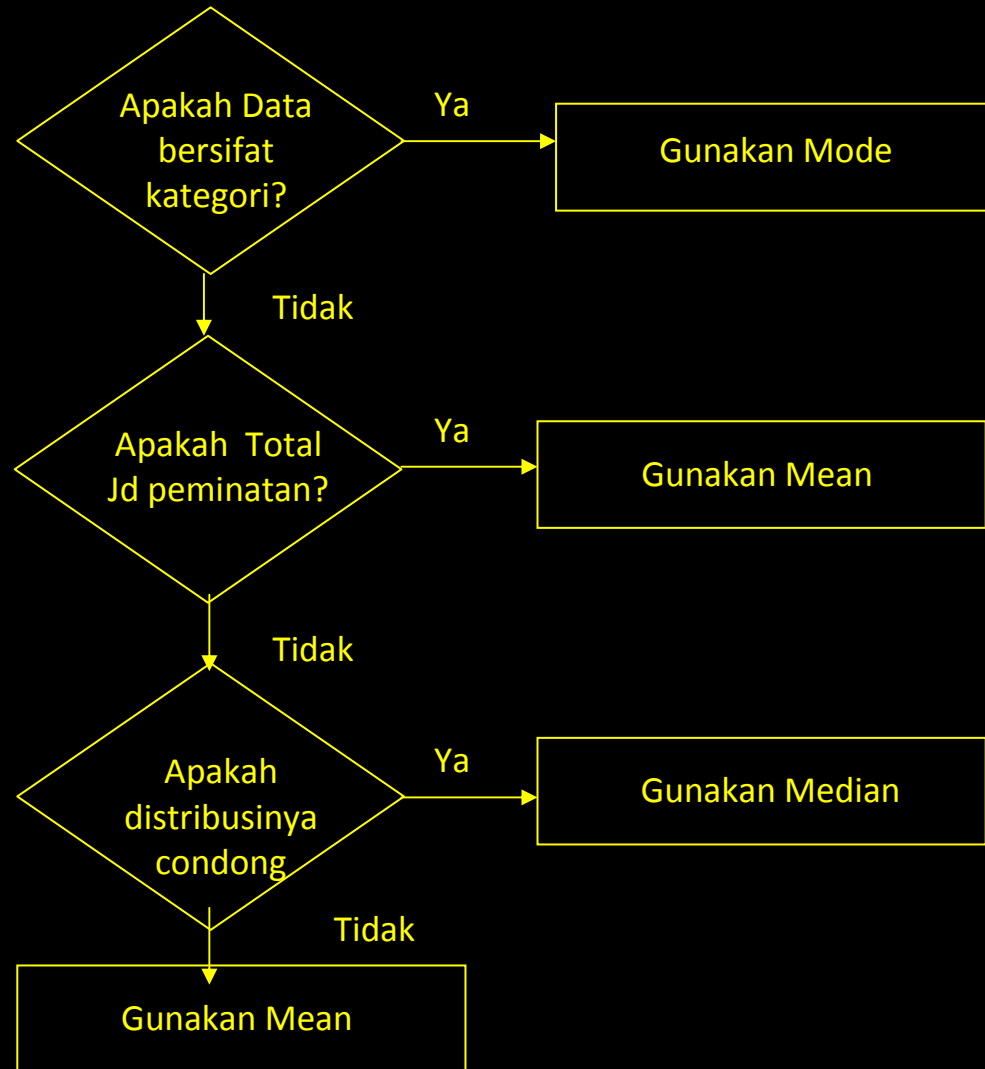 Apakah Data
bersifat
kategori?
Ya
Gunakan Mode
Tidak
Apakah Total
Jd peminatan?
Ya
Gunakan Mean
Tidak
Apakah
distribusinya
condong
Ya
Gunakan Median
Tidak
Gunakan Mean